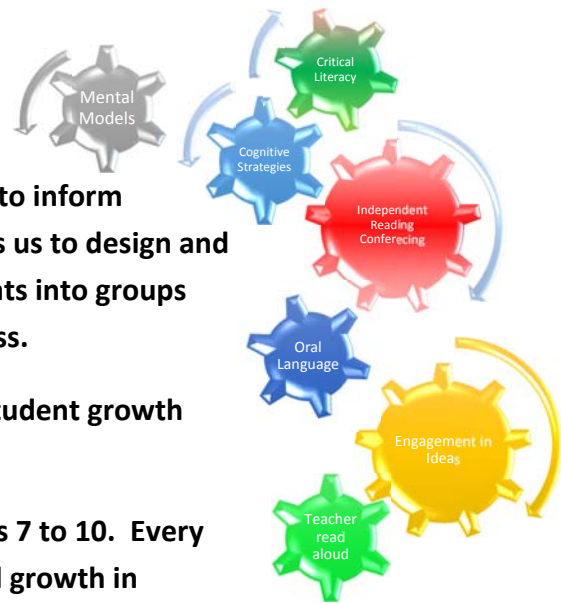 Critical
Literacy
Mental
Models
Cognitive
Strategies
Independent
Reading
Conferecing
Oral
Language
Engagement in
Ideas
Teacher
read
aloud
to inform
s us to design and
nts into groups
ss.
tudent growth
s 7 to 10.  Every
l growth in